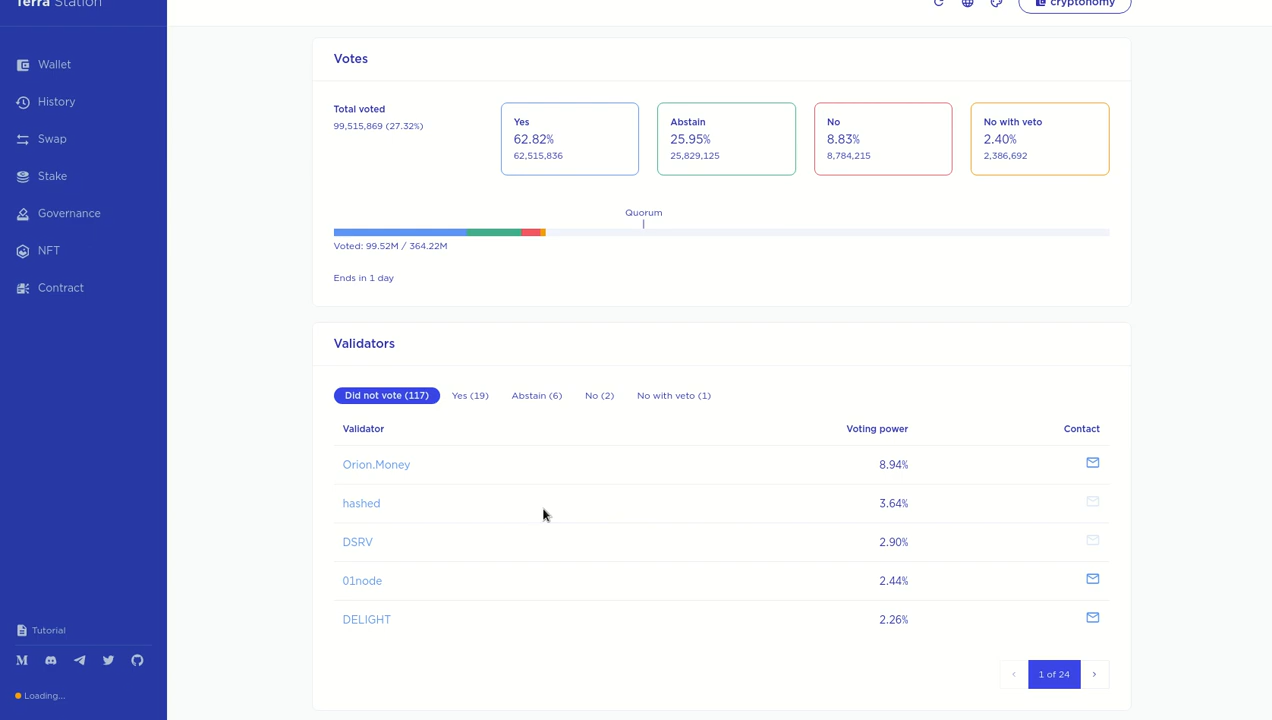 Terra Station
cryptonomy
Wallet
History
Swap
Stake
Governance
NFT
Contract
Tutorial
Loading...
Votes
Total voted
99,515,869 (27.32%)
Yes
62.82%
62,515,836
Abstain
25.95%
25,829,125
No
8.83%
8,784,215
No with veto
2.40%
2,386,692
Quorum
Voted: 99.52M / 364.22M
Ends in 1 day
Validators
Did not vote (117) Yes (19) Abstain (6) No (2) No with veto (1)
Validator Voting power Contact
Orion.Money 8.94%
hashed 3.64%
DSRV 2.90%
01node 2.44%
DELIGHT 2.26%
1 of 24